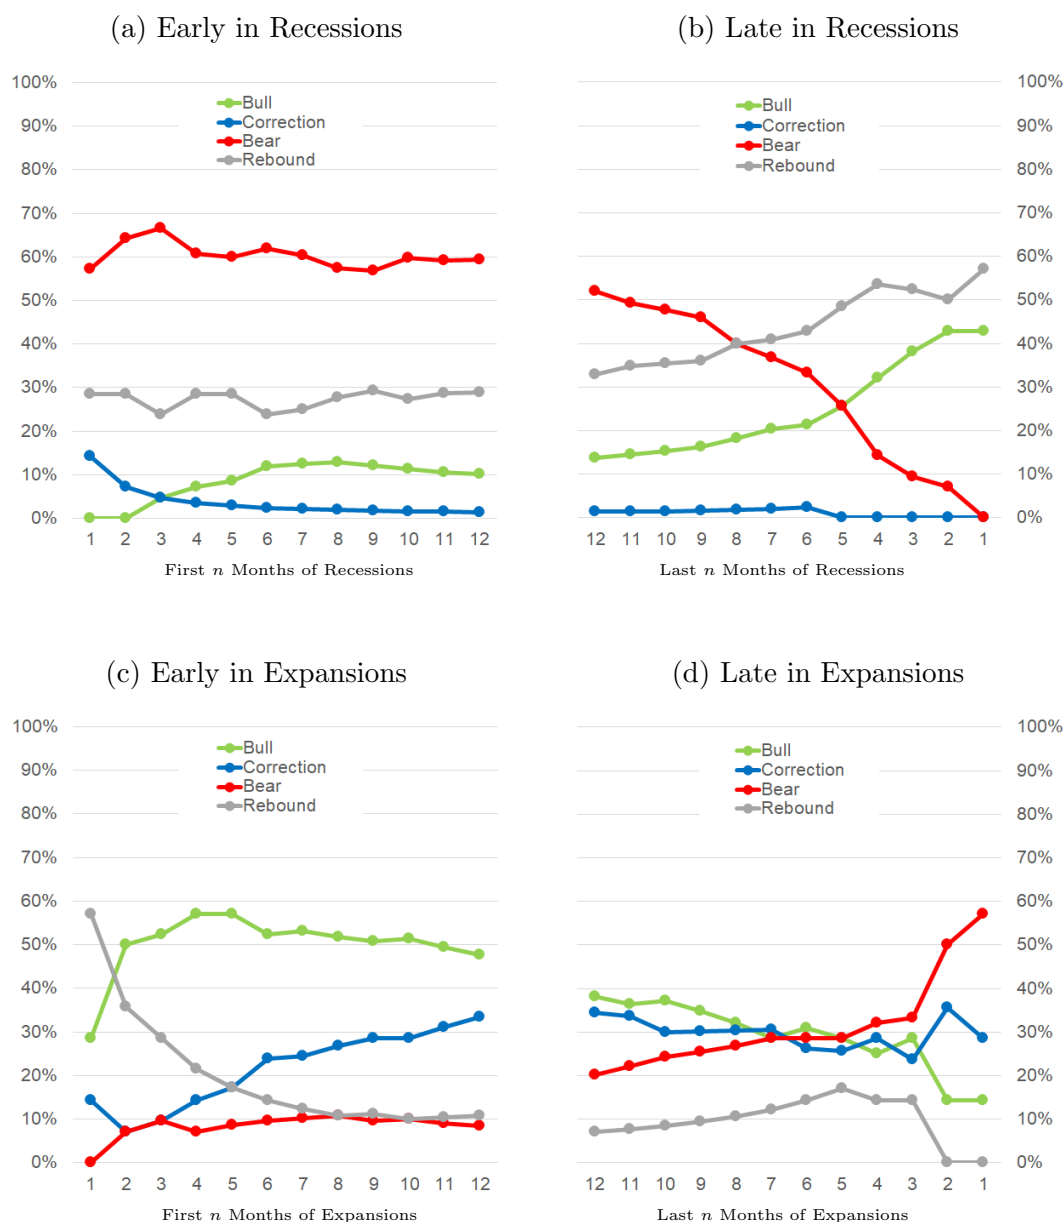 (a) Early in Recessions
100%
90%
80%
70%
60%
50%
40%
30%
20%
10%
0%
Bull
Correction
Bear
Rebound
1 2 3 4 5 6 7 8 9 10 11 12
First n Months of Recessions
(b) Late in Recessions
Bull
Correction
Bear
Rebound
100%
90%
80%
70%
60%
50%
40%
30%
20%
10%
0%
12 11 10 9 8 7 6 5 4 3 2 1
Last n Months of Recessions
(c) Early in Expansions
100%
90%
80%
70%
60%
50%
40%
30%
20%
10%
0%
Bull
Correction
Bear
Rebound
1 2 3 4 5 6 7 8 9 10 11 12
First n Months of Expansions
(d) Late in Expansions
Bull
Correction
Bear
Rebound
100%
90%
80%
70%
60%
50%
40%
30%
20%
10%
0%
12 11 10 9 8 7 6 5 4 3 2 1
Last n Months of Expansions